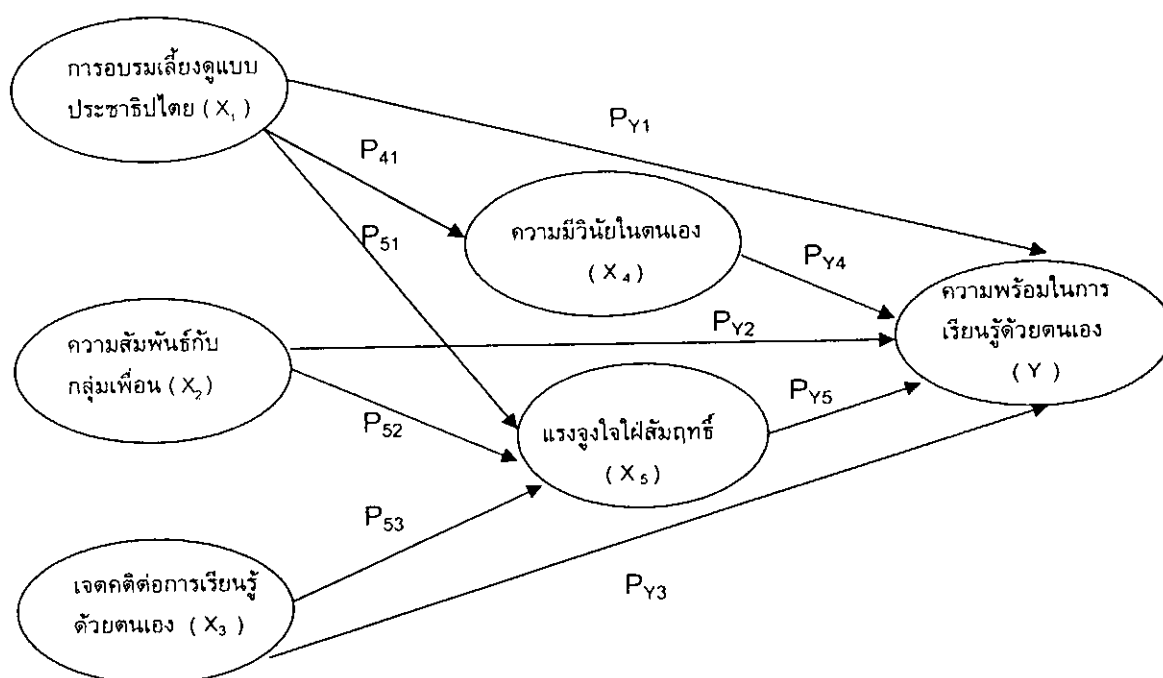 การอบรมเลี้ยงดูแบบ
ประชาธิปไตย ( X₁ )
P_Y1
P₄₁
ความมีวินัยในตนเอง
( X ₄ )
P₅₁
P_Y4
ความพร้อมในการ
เรียนรู้ด้วยตนเอง
( Y )
ความสัมพันธ์กับ
กลุ่มเพื่อน ( X₂ )
P_Y2
P_Y5
P₅₂
แรงจูงใจใฝ่สัมฤทธิ์
( X ₅ )
P₅₃
เจตคติต่อการเรียนรู้
ด้วยตนเอง ( X₃ )
P_Y3